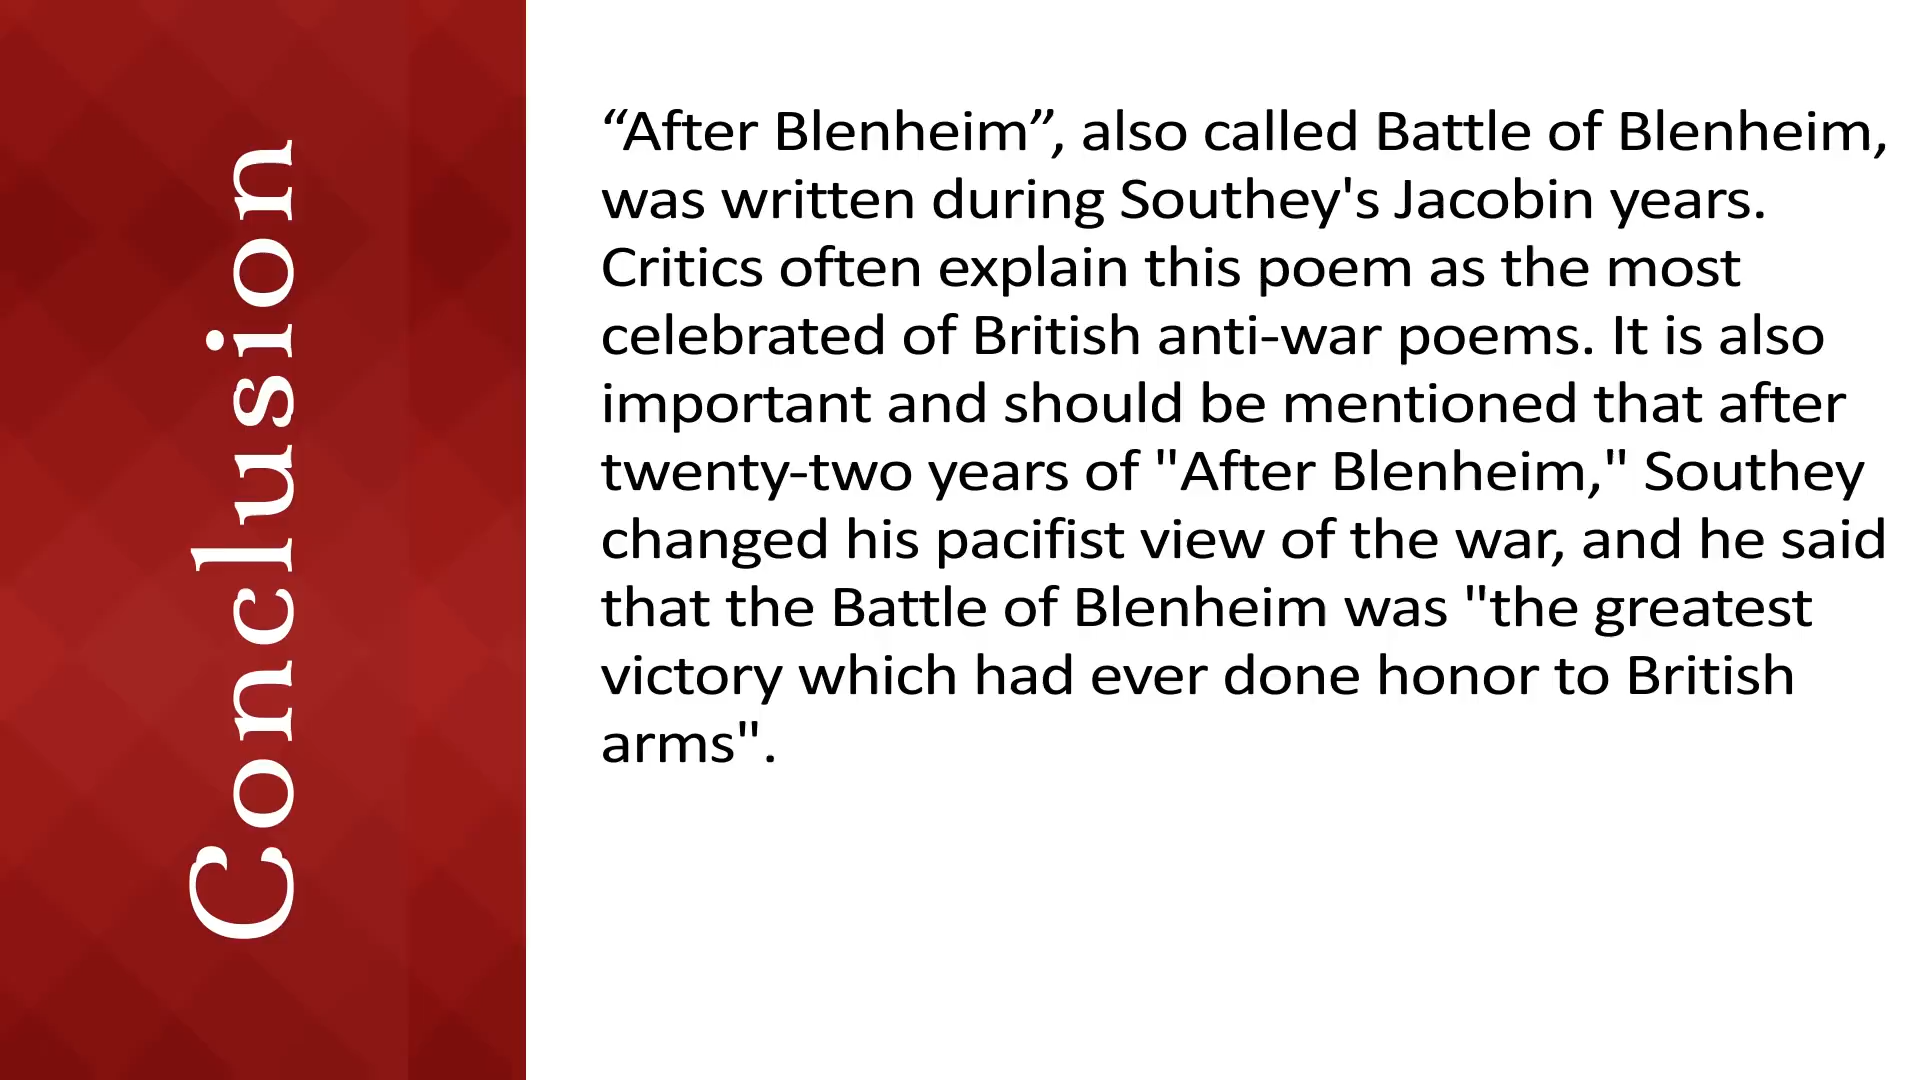 Conclusion
“After Blenheim”, also called Battle of Blenheim,
was written during Southey's Jacobin years.
Critics often explain this poem as the most
celebrated of British anti-war poems. It is also
important and should be mentioned that after
twenty-two years of "After Blenheim," Southey
changed his pacifist view of the war, and he said
that the Battle of Blenheim was "the greatest
victory which had ever done honor to British
arms".